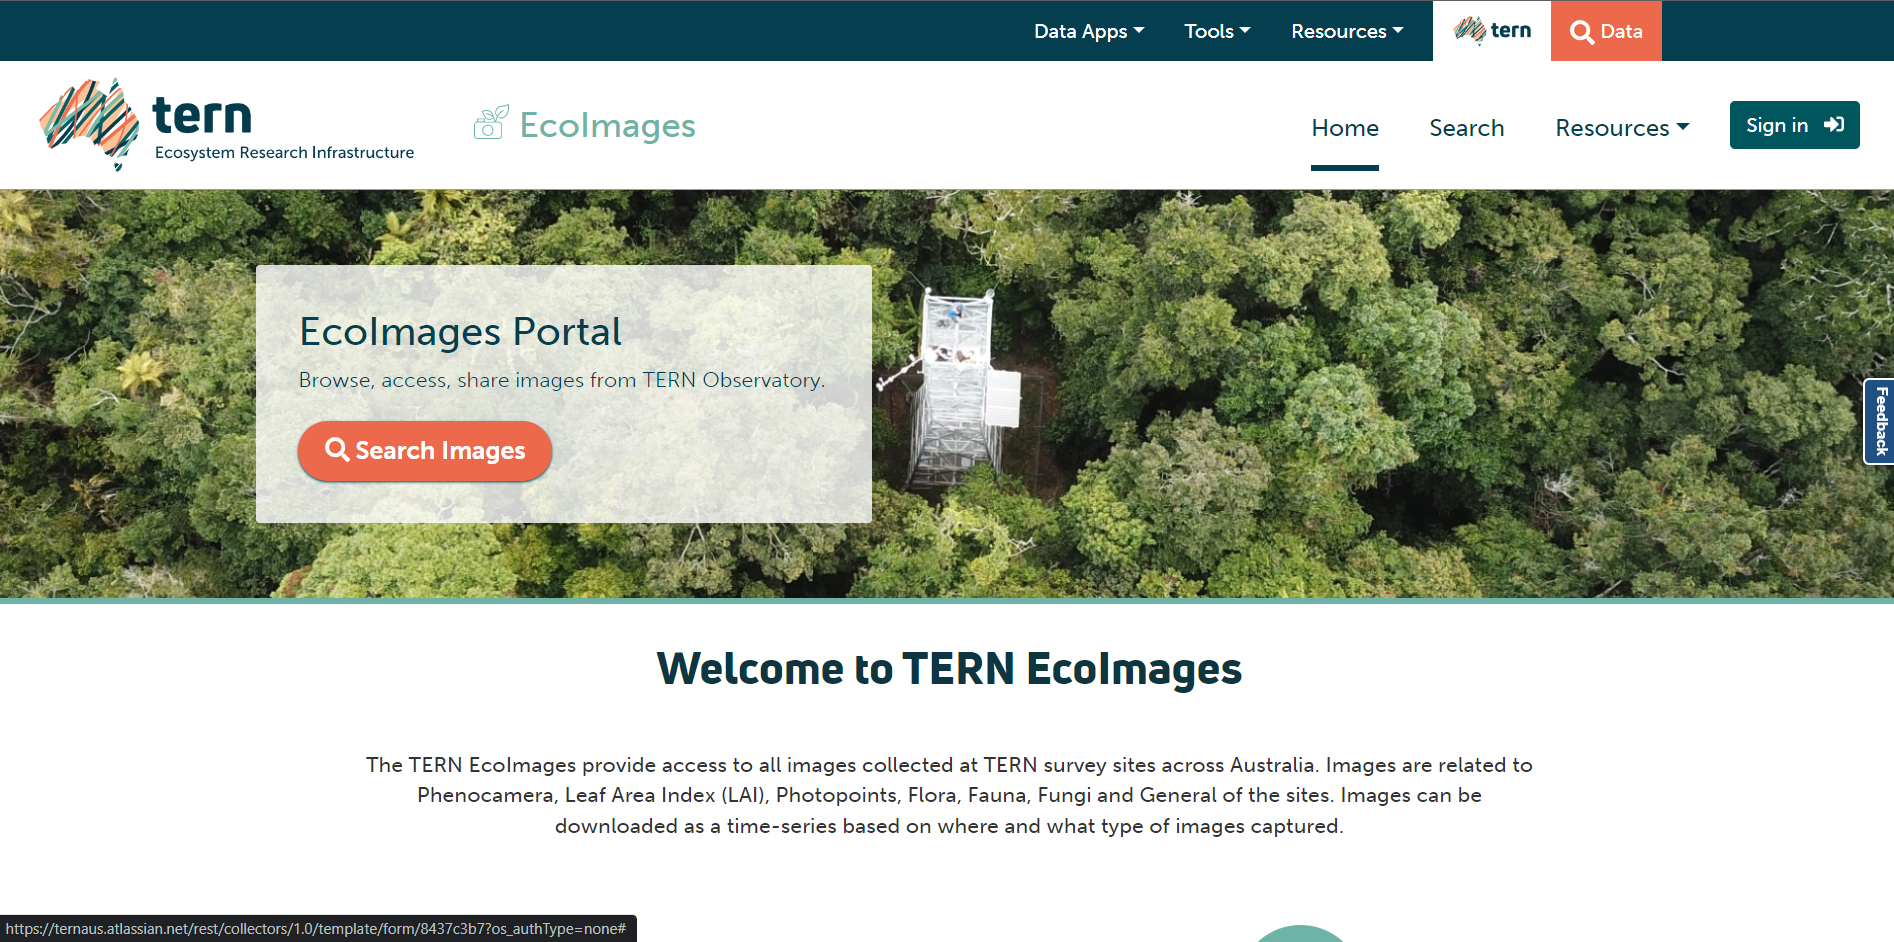 Data Apps
Tools
Resources
tern
Data
tern
Ecosystem Research Infrastructure
EcoImages
Home
Search
Resources
Sign in
EcoImages Portal
Browse, access, share images from TERN Observatory.
Search Images
Feedback
Welcome to TERN EcoImages
The TERN EcoImages provide access to all images collected at TERN survey sites across Australia. Images are related to
Phenocamera, Leaf Area Index (LAI), Photopoints, Flora, Fauna, Fungi and General of the sites. Images can be
downloaded as a time-series based on where and what type of images captured.
https://ternaus.atlassian.net/rest/collectors/1.0/template/form/8437c3b7?os_authType=none#